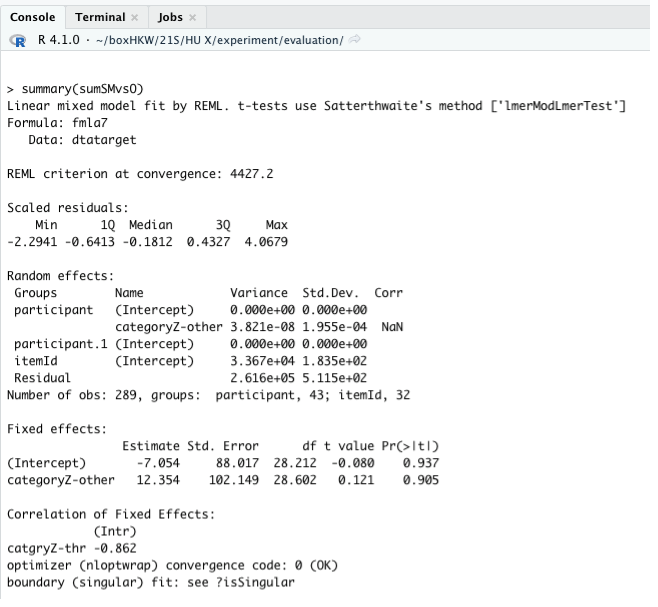 Console Terminal Jobs
R R 4.1.0 · ~/boxHKW/21S/HU X/experiment/evaluation/
> summary(sumSMvsO)
Linear mixed model fit by REML. t-tests use Satterthwaite's method ['lmerModLmerTest']
Formula: fmla7
   Data: dtatarget
REML criterion at convergence: 4427.2
Scaled residuals:
    Min      1Q  Median      3Q     Max
-2.2941 -0.6413 -0.1812  0.4327  4.0679
Random effects:
 Groups        Name             Variance  Std.Dev.  Corr
 participant   (Intercept)      0.000e+00 0.000e+00
               categoryZ-other 3.821e-08 1.955e-04  NaN
 participant.1 (Intercept)      0.000e+00 0.000e+00
 itemId        (Intercept)      3.367e+04 1.835e+02
 Residual                       2.616e+05 5.115e+02
Number of obs: 289, groups:  participant, 43; itemId, 32
Fixed effects:
                Estimate Std. Error      df t value Pr(>|t|)
(Intercept)       -7.054     88.017  28.212  -0.080    0.937
categoryZ-other   12.354    102.149  28.602   0.121    0.905
Correlation of Fixed Effects:
            (Intr)
catgryZ-thr -0.862
optimizer (nloptwrap) convergence code: 0 (OK)
boundary (singular) fit: see ?isSingular